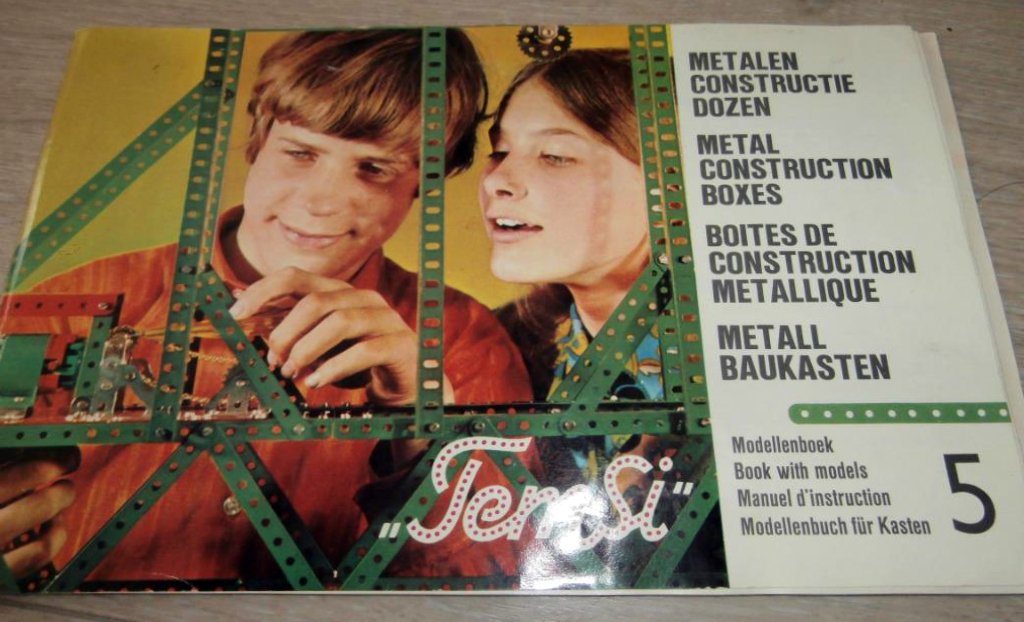 METALEN
CONSTRUCTIE
DOZEN
METAL
CONSTRUCTION
BOXES
BOITES DE
CONSTRUCTION
METALLIQUE
METALL
BAUKASTEN
Modellenboek
Book with models
Manuel d'instruction
Modellenbuch für Kasten
5
„TemSi"